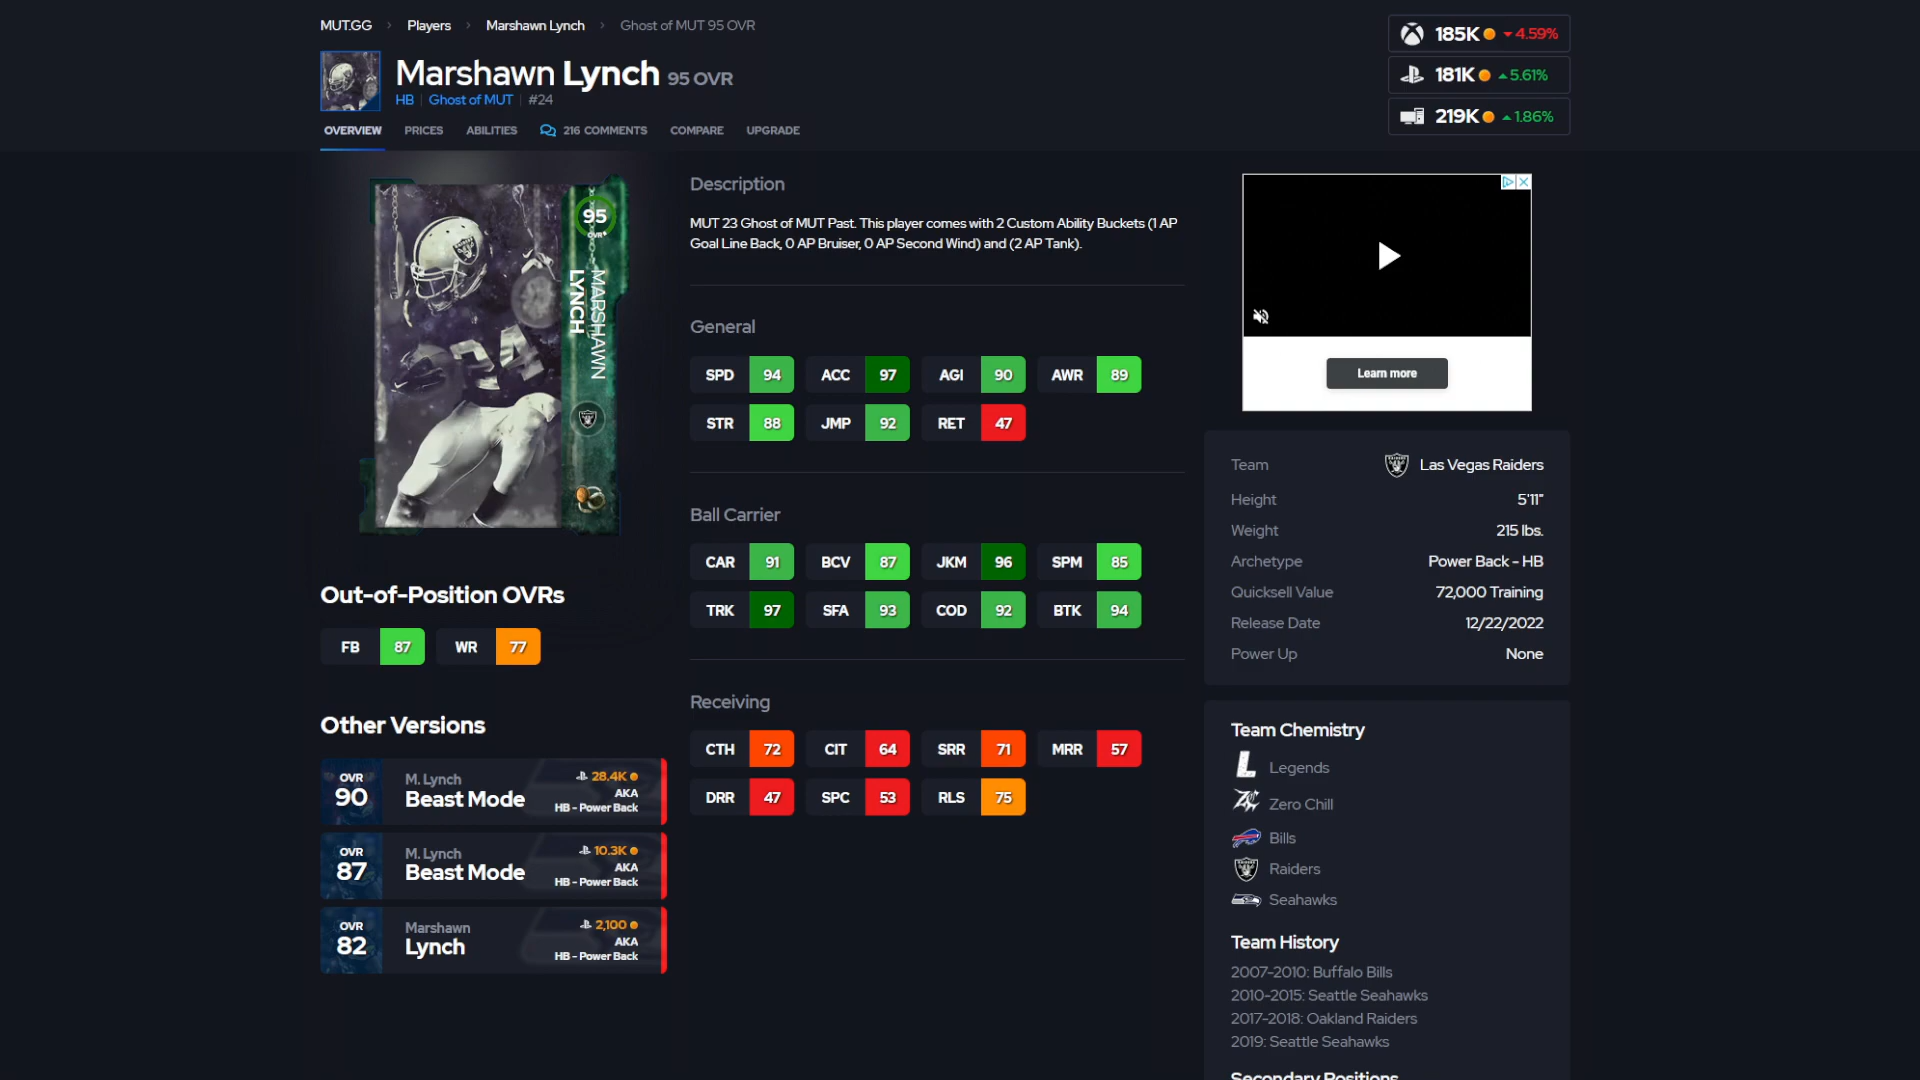 MUT.GG > Players > Marshawn Lynch > Ghost of MUT 95 OVR
Marshawn Lynch 95 OVR
HB | Ghost of MUT | #24
OVERVIEW PRICES ABILITIES 216 COMMENTS COMPARE UPGRADE
185K 4.59%
181K 5.61%
219K 1.86%
95
OVR
MARSHAWN
LYNCH
24
Out-of-Position OVRs
FB 87 WR 77
Other Versions
OVR
90
M. Lynch
Beast Mode
28.4K
AKA
HB - Power Back
OVR
87
M. Lynch
Beast Mode
10.3K
AKA
HB - Power Back
OVR
82
Marshawn
Lynch
2,100
AKA
HB - Power Back
Description
MUT 23 Ghost of MUT Past. This player comes with 2 Custom Ability Buckets (1 AP
Goal Line Back, 0 AP Bruiser, 0 AP Second Wind) and (2 AP Tank).
General
SPD 94 ACC 97 AGI 90 AWR 89
STR 88 JMP 92 RET 47
Ball Carrier
CAR 91 BCV 87 JKM 96 SPM 85
TRK 97 SFA 93 COD 92 BTK 94
Receiving
CTH 72 CIT 64 SRR 71 MRR 57
DRR 47 SPC 53 RLS 75
Learn more
Team RAIDERS Las Vegas Raiders
Height 5'11"
Weight 215 lbs.
Archetype Power Back - HB
Quicksell Value 72,000 Training
Release Date 12/22/2022
Power Up None
Team Chemistry
L Legends
ZC Zero Chill
Bills
RAIDERS Raiders
Seahawks
Team History
2007-2010: Buffalo Bills
2010-2015: Seattle Seahawks
2017-2018: Oakland Raiders
2019: Seattle Seahawks
Secondary Positions